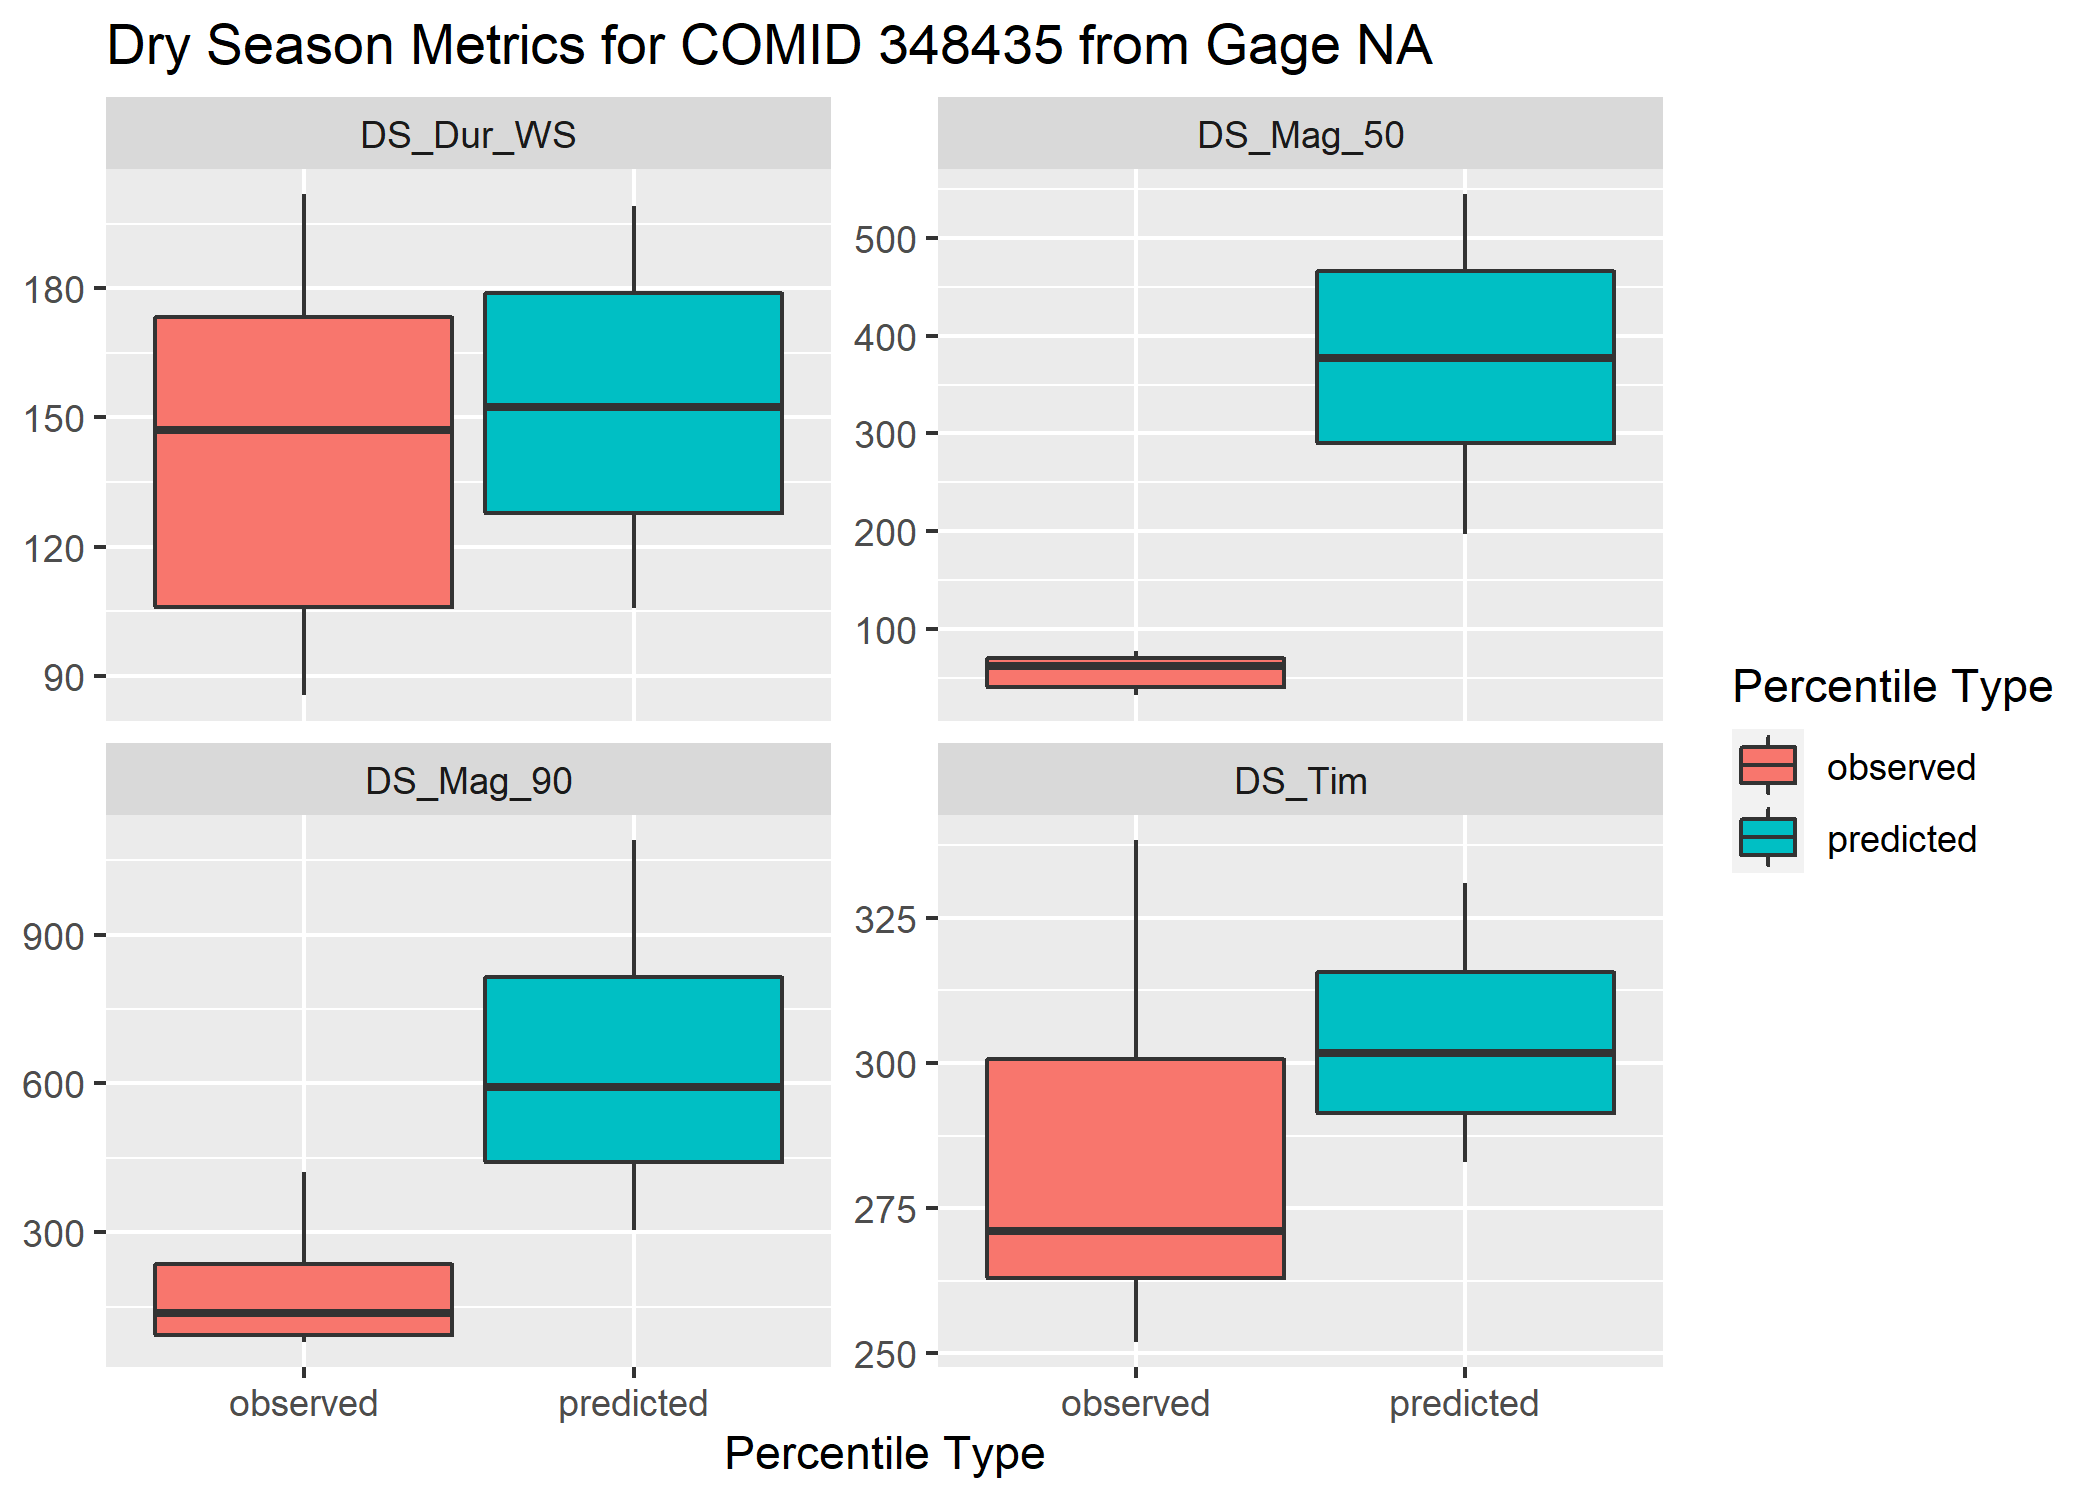 Dry Season Metrics for COMID 348435 from Gage NA
DS_Dur_WS
DS_Mag_50
180
150
120
90
500
400
300
200
100
DS_Mag_90
DS_Tim
900
600
300
325
300
275
250
observed
predicted
observed
predicted
Percentile Type
Percentile Type
observed
predicted